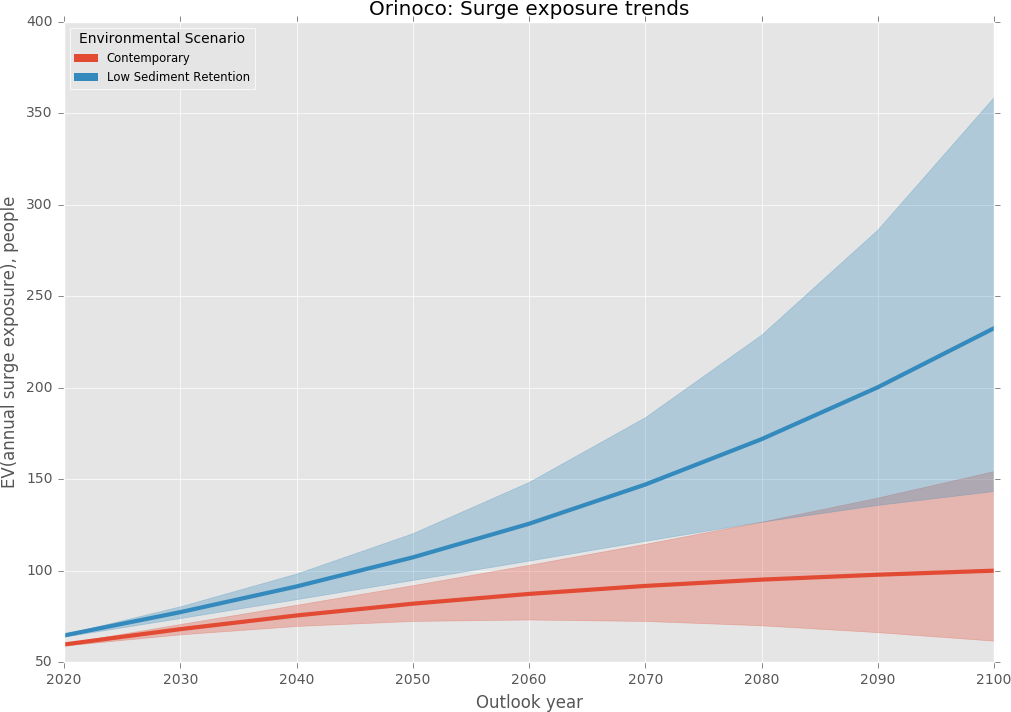 Orinoco: Surge exposure trends
Environmental Scenario
Contemporary
Low Sediment Retention
EV(annual surge exposure), people
400
350
300
250
200
150
100
50
2020 2030 2040 2050 2060 2070 2080 2090 2100
Outlook year